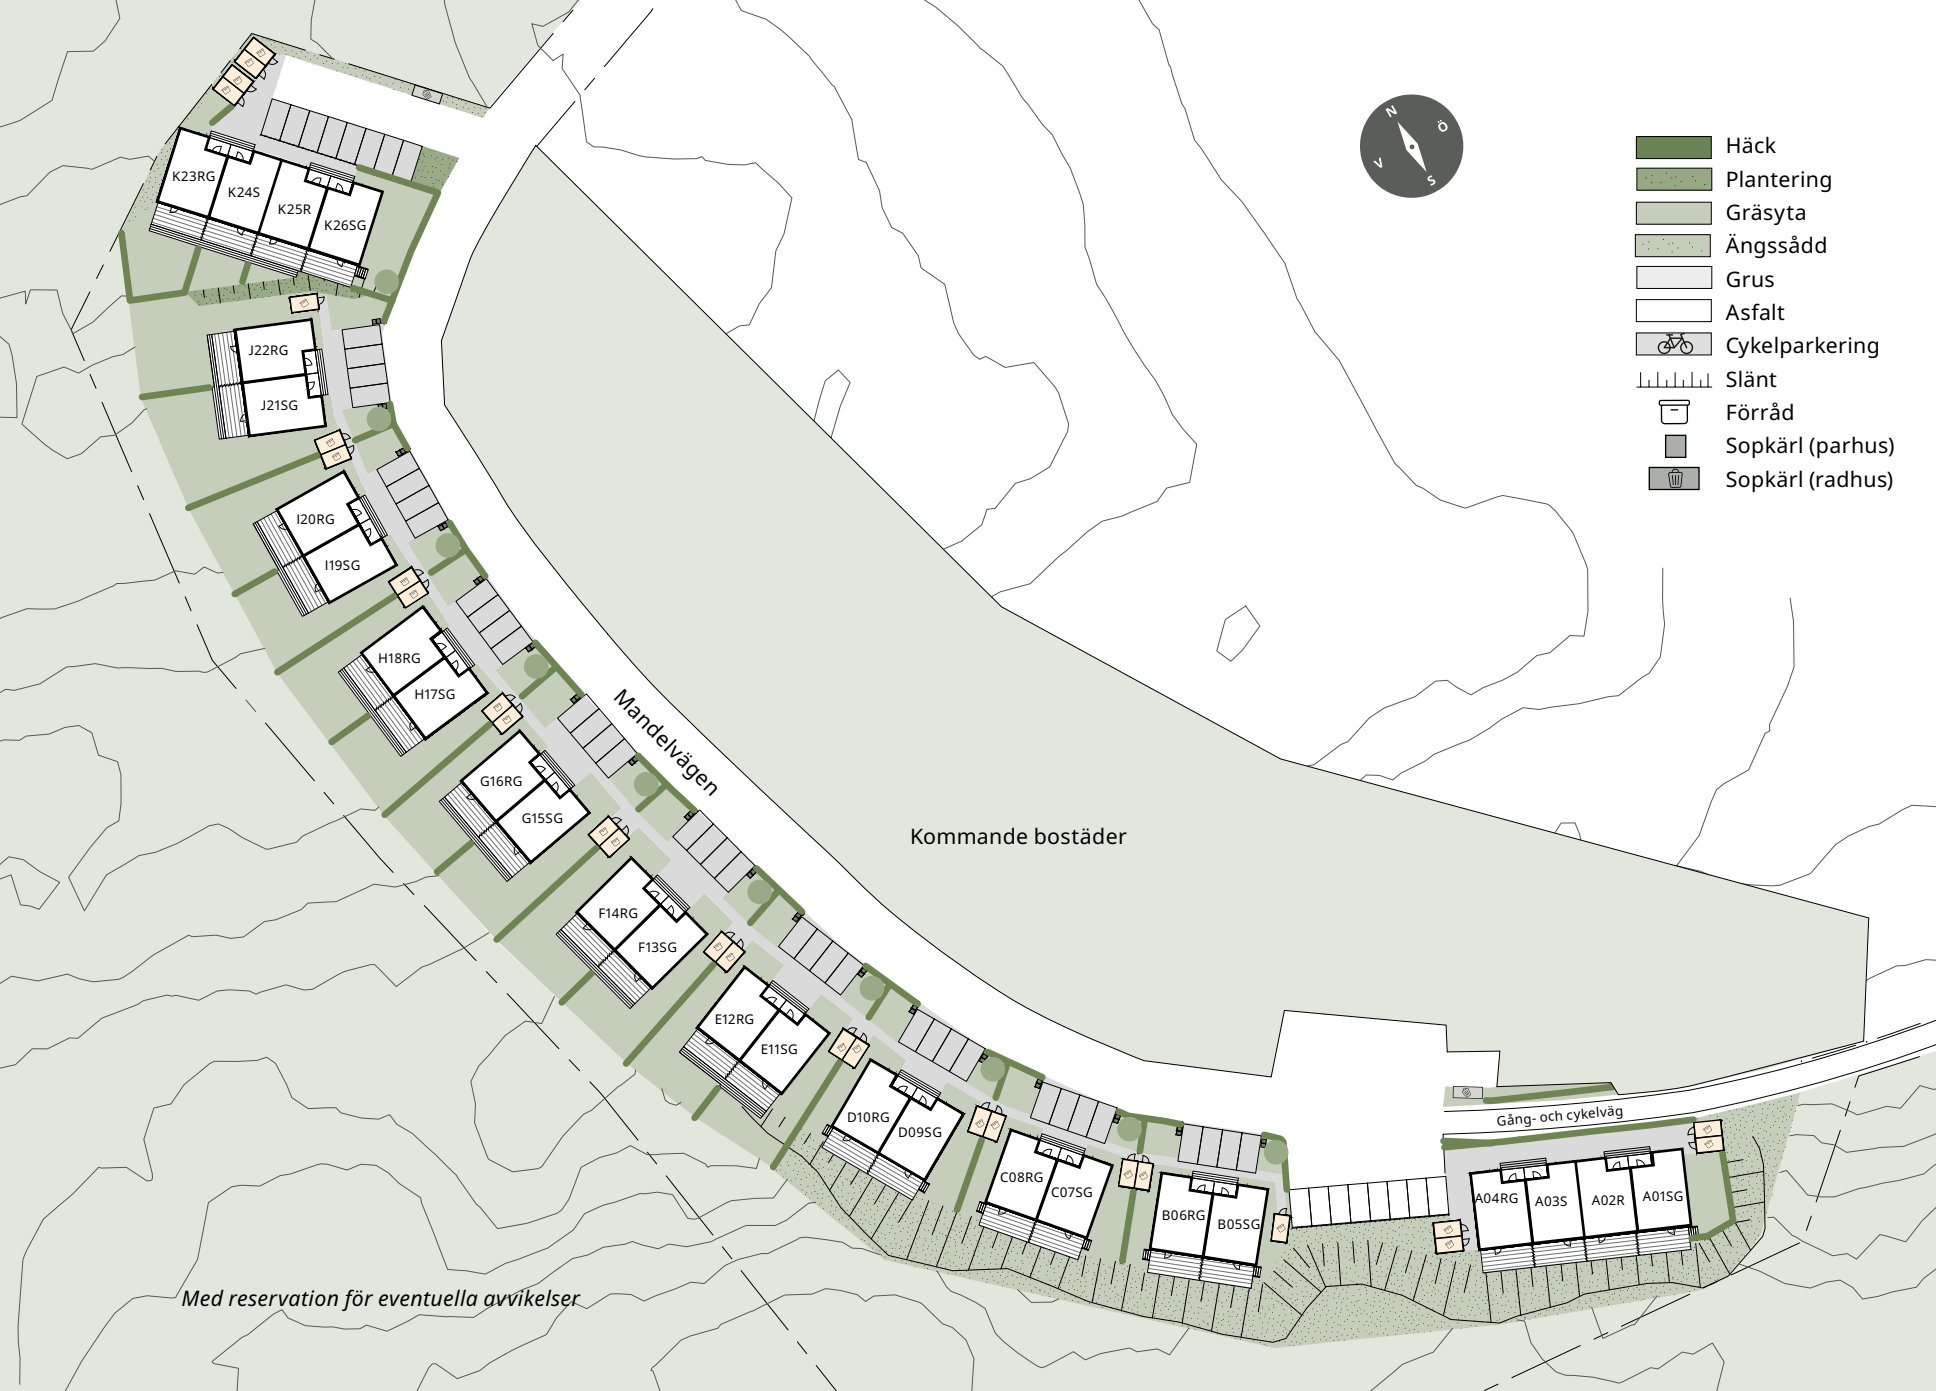 N
Ö
V
S
Häck
Plantering
Gräsyta
Ängssådd
Grus
Asfalt
Cykelparkering
Slänt
Förråd
Sopkärl (parhus)
Sopkärl (radhus)
K23RG
K24S
K25R
K26SG
J22RG
J21SG
I20RG
I19SG
H18RG
H17SG
G16RG
G15SG
F14RG
F13SG
E12RG
E11SG
D10RG
D09SG
C08RG
C07SG
B06RG
B05SG
A04RG
A03S
A02R
A01SG
Mandelvägen
Kommande bostäder
Gång- och cykelväg
Med reservation för eventuella avvikelser